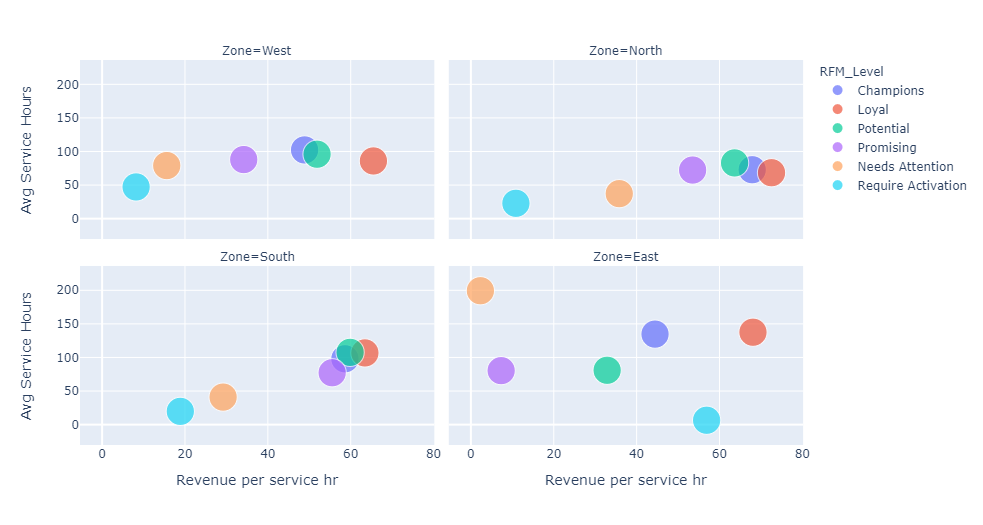 Zone=West
Zone=North
RFM_Level
Champions
Loyal
Potential
Promising
Needs Attention
Require Activation
Avg Service Hours
200
150
100
50
0
Zone=South
Zone=East
Avg Service Hours
200
150
100
50
0
0 20 40 60 80
0 20 40 60 80
Revenue per service hr
Revenue per service hr